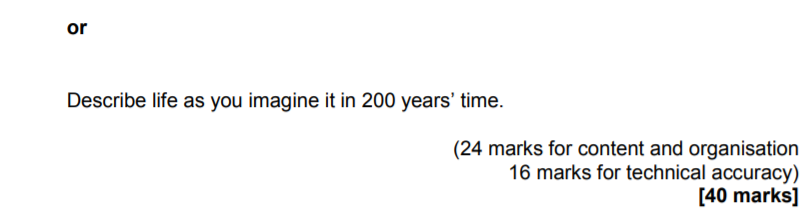 or
Describe life as you imagine it in 200 years’ time.
(24 marks for content and organisation
16 marks for technical accuracy)
[40 marks]